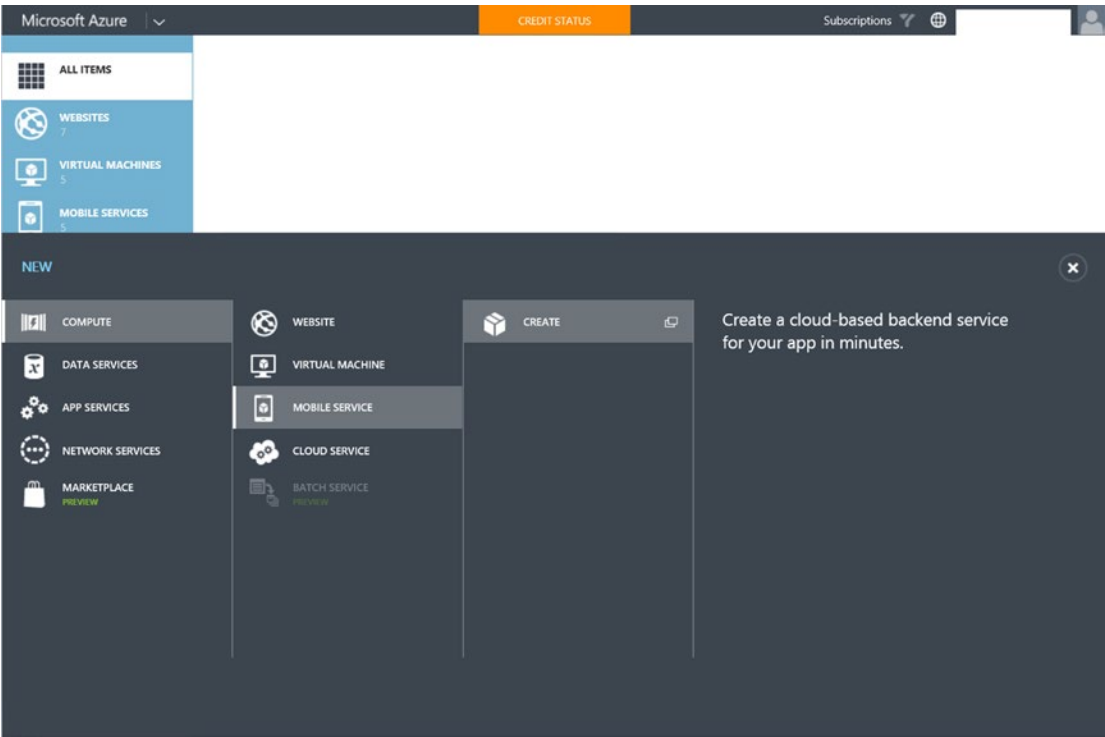 Microsoft Azure
CREDIT STATUS
Subscriptions
ALL ITEMS
WEBSITES
7
VIRTUAL MACHINES
5
MOBILE SERVICES
5
NEW
COMPUTE
DATA SERVICES
APP SERVICES
NETWORK SERVICES
MARKETPLACE
PREVIEW
WEBSITE
VIRTUAL MACHINE
MOBILE SERVICE
CLOUD SERVICE
BATCH SERVICE
PREVIEW
CREATE
Create a cloud-based backend service
for your app in minutes.